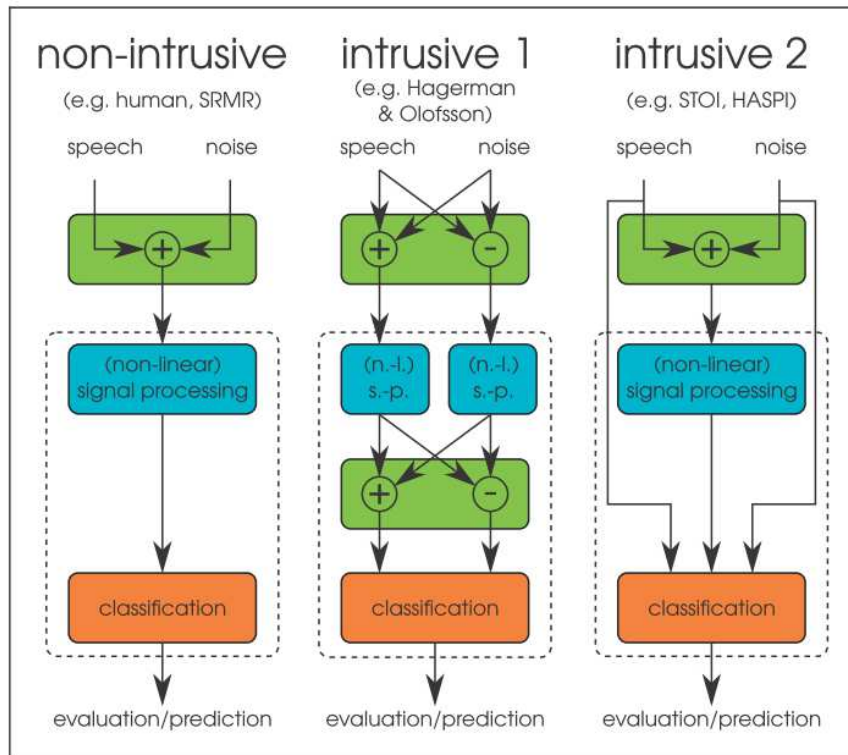 non-intrusive
(e.g. human, SRMR)
speech
noise
+
(non-linear)
signal processing
classification
evaluation/prediction
intrusive 1
(e.g. Hagerman
& Olofsson)
speech
noise
+
-
(n.-l.)
s.-p.
(n.-l.)
s.-p.
+
-
classification
evaluation/prediction
intrusive 2
(e.g. STOI, HASPI)
speech
noise
+
(non-linear)
signal processing
classification
evaluation/prediction